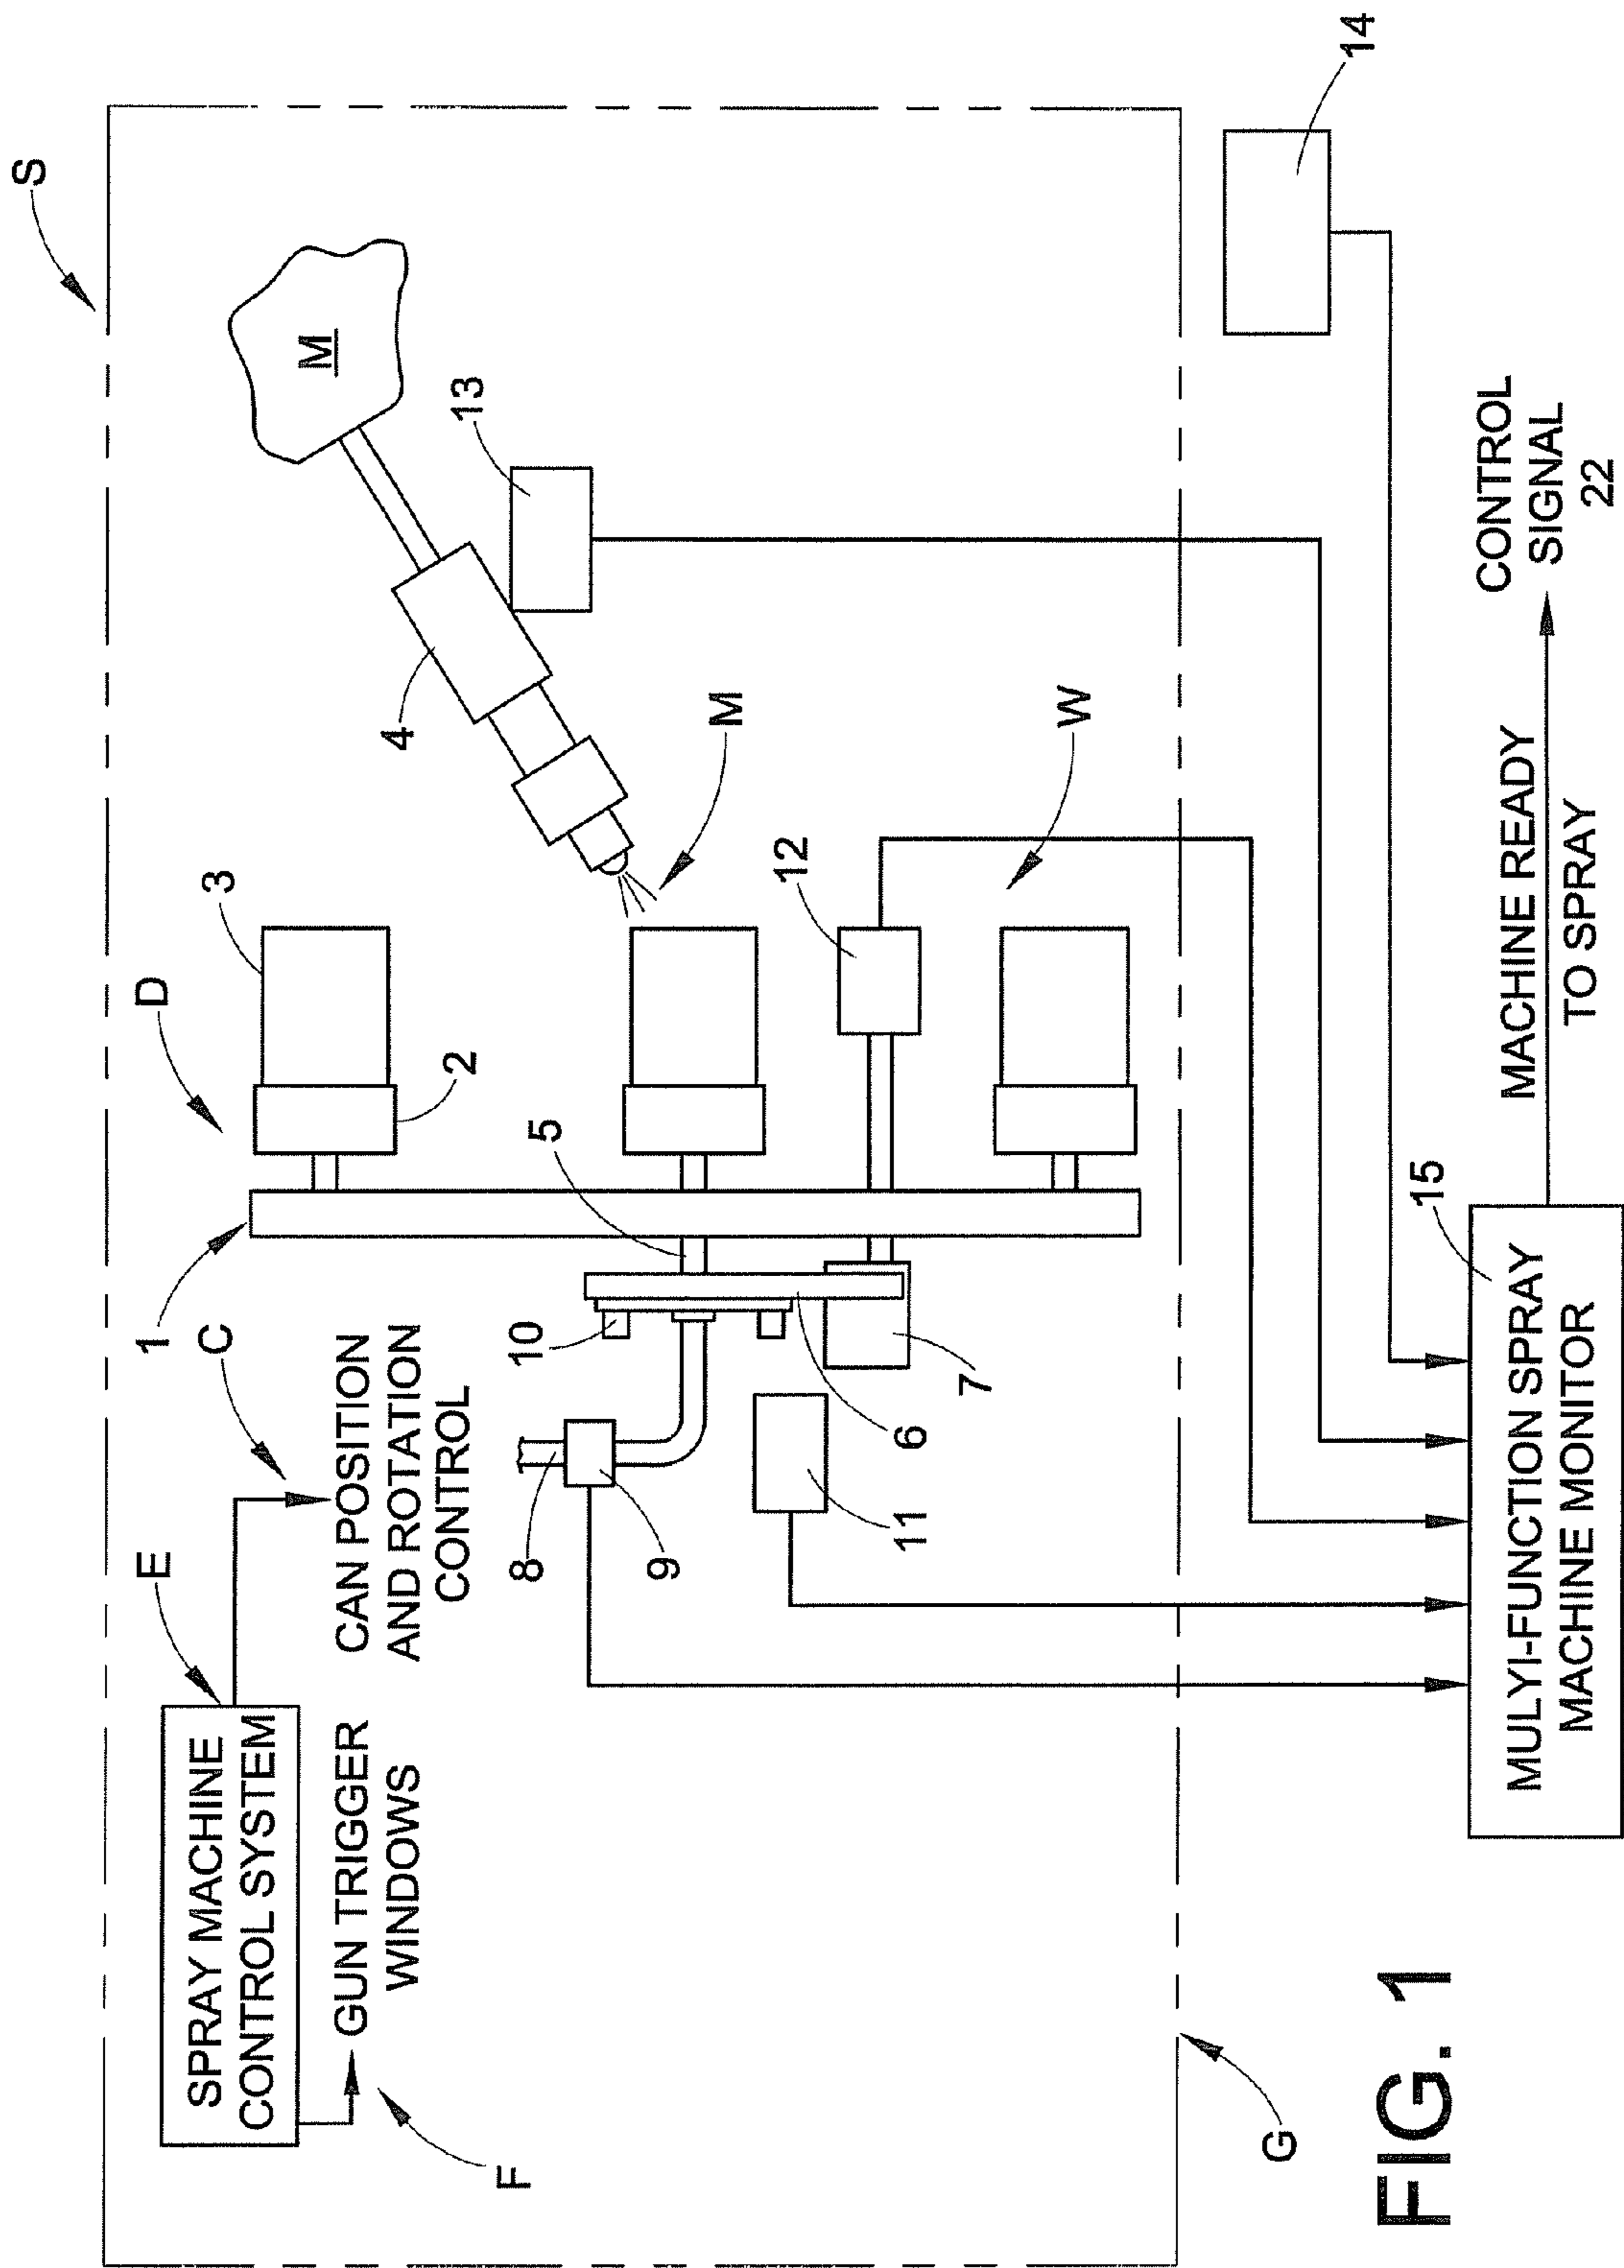 S
E
SPRAY MACHINE
CONTROL SYSTEM
GUN TRIGGER
WINDOWS
F
C
CAN POSITION
AND ROTATION
CONTROL
1
D
3
2
M
4
13
M
W
12
5
10
8
9
7
6
11
14
G
15
MULYI-FUNCTION SPRAY
MACHINE MONITOR
MACHINE READY
TO SPRAY
CONTROL
SIGNAL
22
FIG. 1